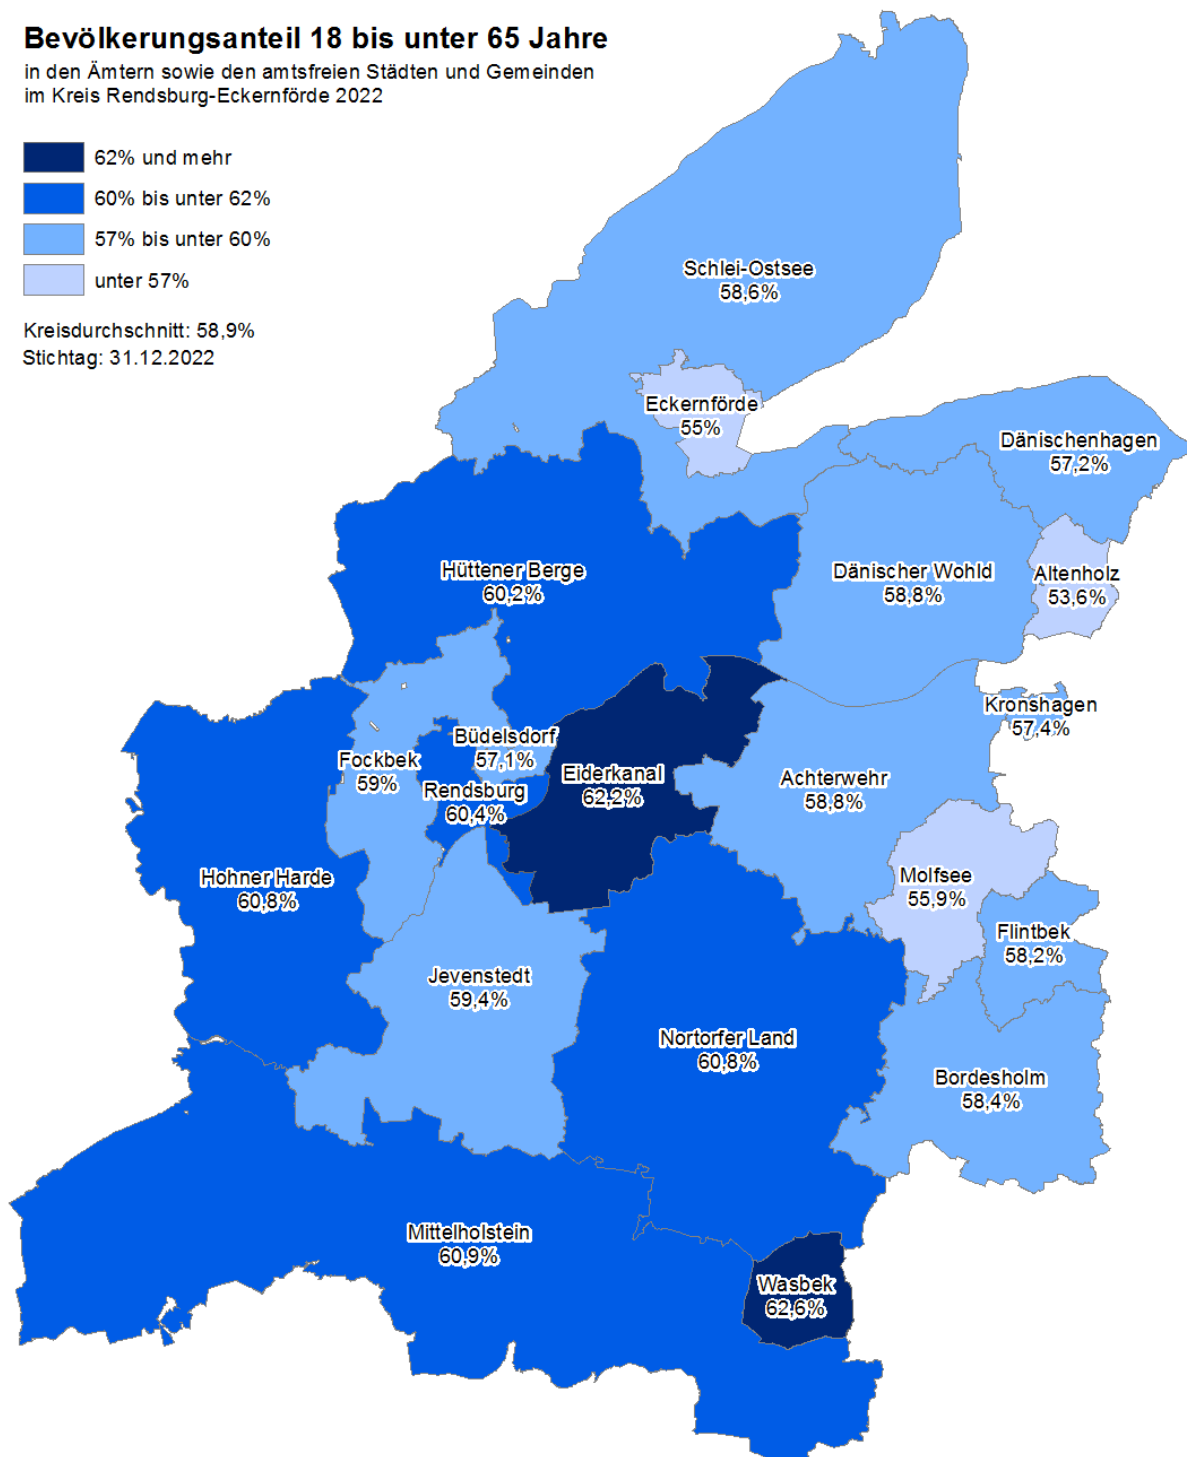 Bevölkerungsanteil 18 bis unter 65 Jahre
in den Ämtern sowie den amtsfreien Städten und Gemeinden
im Kreis Rendsburg-Eckernförde 2022
62% und mehr
60% bis unter 62%
57% bis unter 60%
unter 57%
Kreisdurchschnitt: 58,9%
Stichtag: 31.12.2022
Schlei-Ostsee
58,6%
Eckernförde
55%
Dänischenhagen
57,2%
Hüttener Berge
60,2%
Dänischer Wohld
58,8%
Altenholz
53,6%
Kronshagen
57,4%
Büdelsdorf
57,1%
Fockbek
59%
Eiderkanal
62,2%
Achterwehr
58,8%
Rendsburg
60,4%
Hohner Harde
60,8%
Molfsee
55,9%
Flintbek
58,2%
Jevenstedt
59,4%
Nortorfer Land
60,8%
Bordesholm
58,4%
Mittelholstein
60,9%
Wasbek
62,6%